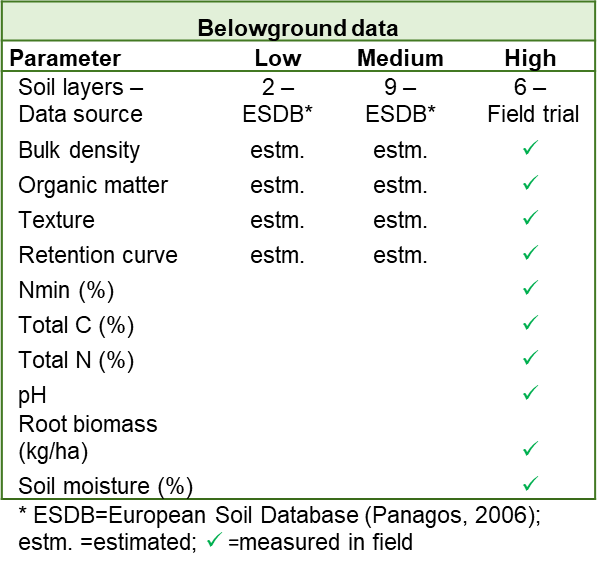 Belowground data
Parameter Low Medium High
Soil layers – 2 – 9 – 6 –
Data source ESDB* ESDB* Field trial
Bulk density estm. estm. ✓
Organic matter estm. estm. ✓
Texture estm. estm. ✓
Retention curve estm. estm. ✓
Nmin (%) ✓
Total C (%) ✓
Total N (%) ✓
pH ✓
Root biomass
(kg/ha) ✓
Soil moisture (%) ✓
* ESDB=European Soil Database (Panagos, 2006);
estm. =estimated; ✓ =measured in field